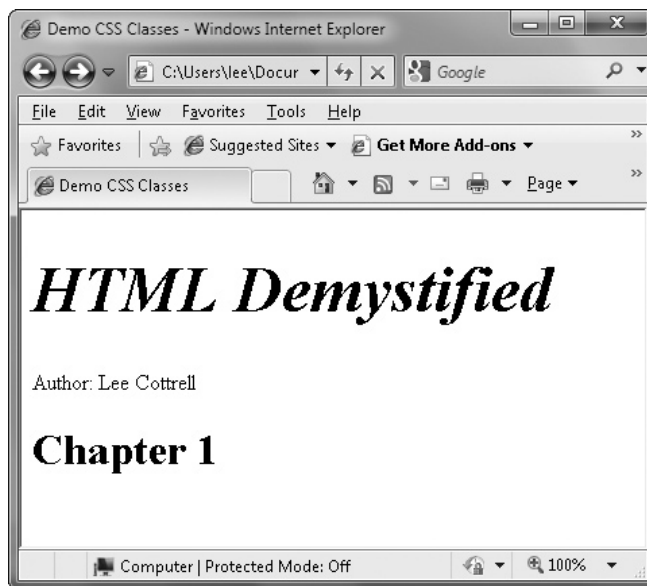 Demo CSS Classes - Windows Internet Explorer
C:\Users\lee\Docur
Google
File Edit View Favorites Tools Help
Favorites Suggested Sites Get More Add-ons »
Demo CSS Classes Page »
HTML Demystified
Author: Lee Cottrell
Chapter 1
Computer | Protected Mode: Off 100%